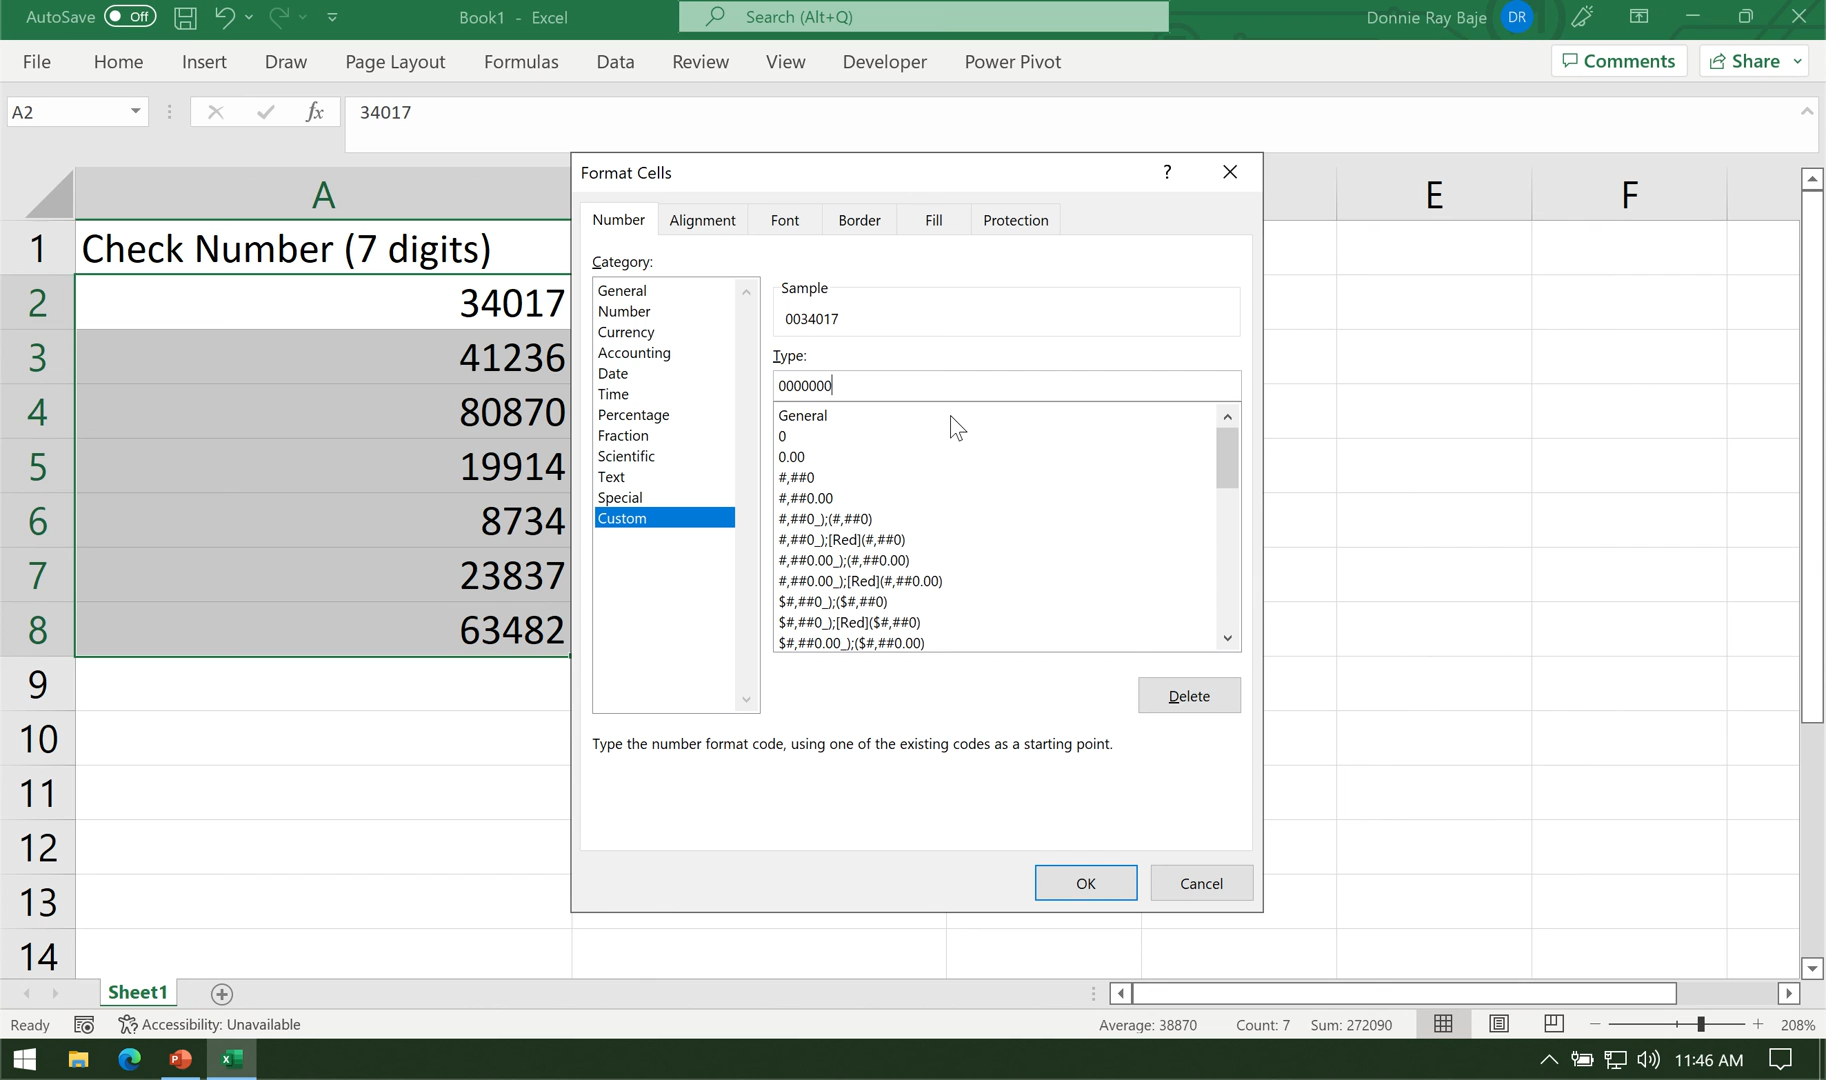 AutoSave Off Book1 - Excel Search (Alt+Q) Donnie Ray Baje DR
File Home Insert Draw Page Layout Formulas Data Review View Developer Power Pivot Comments Share
A2 fx 34017
A E F
1 Check Number (7 digits)
2 34017
3 41236
4 80870
5 19914
6 8734
7 23837
8 63482
9
10
11
12
13
14
Format Cells ? 
Number Alignment Font Border Fill Protection
Category:
General
Number
Currency
Accounting
Date
Time
Percentage
Fraction
Scientific
Text
Special
Custom
Sample
0034017
Type:
0000000
General
0
0.00
#,##0
#,##0.00
#,##0_);(#,##0)
#,##0_);[Red](#,##0)
#,##0.00_);(#,##0.00)
#,##0.00_);[Red](#,##0.00)
$#,##0_);($#,##0)
$#,##0_);[Red]($#,##0)
$#,##0.00_);($#,##0.00)
Delete
Type the number format code, using one of the existing codes as a starting point.
OK Cancel
Sheet1
Ready Accessibility: Unavailable Average: 38870 Count: 7 Sum: 272090 208%
11:46 AM